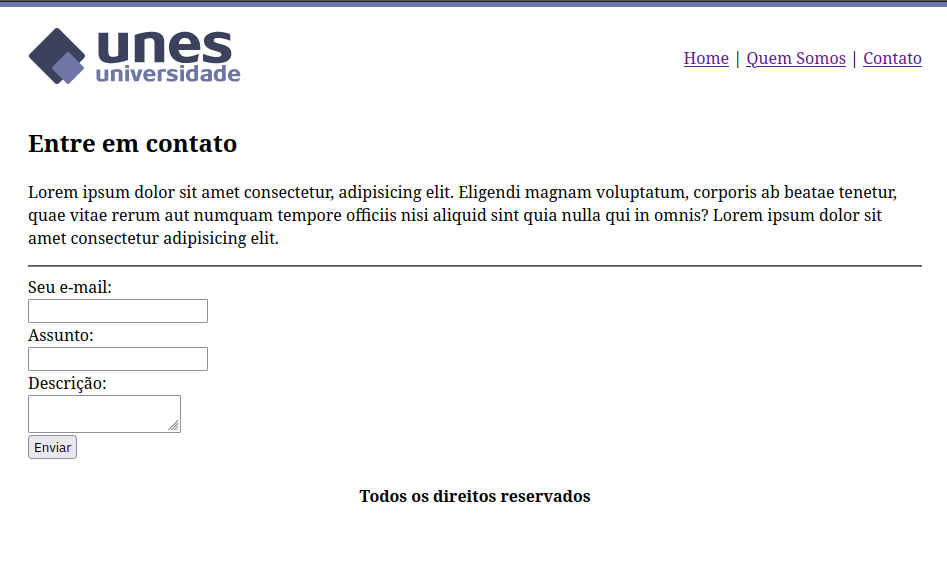 unes
universidade
Home | Quem Somos | Contato
Entre em contato
Lorem ipsum dolor sit amet consectetur, adipisicing elit. Eligendi magnam voluptatum, corporis ab beatae tenetur,
quae vitae rerum aut numquam tempore officiis nisi aliquid sint quia nulla qui in omnis? Lorem ipsum dolor sit
amet consectetur adipisicing elit.
Seu e-mail:
Assunto:
Descrição:
Enviar
Todos os direitos reservados